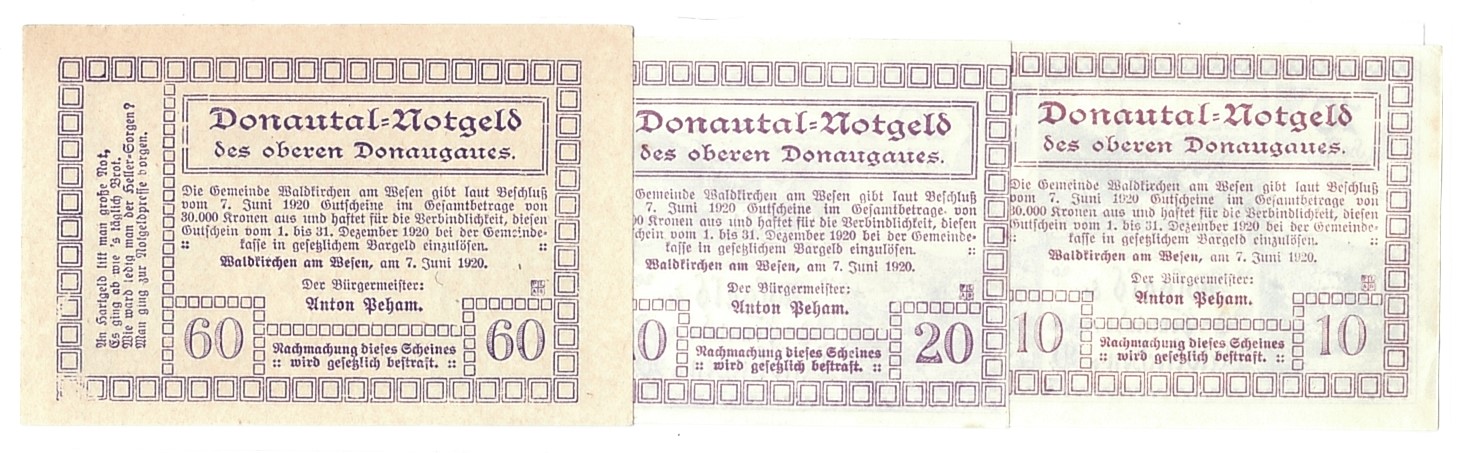 An Hartgeld litt man große Not,
Es ging ab wie 's täglich Brot.
Wie ward ledig man der Heller-Sorgen?
Man ging zur Notgeldpresse borgen.
Donautal-Notgeld
des oberen Donaugaues.
Die Gemeinde Waldkirchen am Wesen gibt laut Beschluß
vom 7. Juni 1920 Gutscheine im Gesamtbetrage von
30.000 Kronen aus und haftet für die Verbindlichkeit, diesen
Gutschein vom 1. bis 31. Dezember 1920 bei der Gemeinde-
:: kasse in gesetzlichem Bargeld einzulösen. ::
Waldkirchen am Wesen, am 7. Juni 1920.
Der Bürgermeister:
Anton Peham.
60 60
Nachmachung dieses Scheines
:: wird gesetzlich bestraft. ::
Donautal-Notgeld
des oberen Donaugaues.
Gemeinde Waldkirchen am Wesen gibt laut Beschluß
7. Juni 1920 Gutscheine im Gesamtbetrage von
0 Kronen aus und haftet für die Verbindlichkeit, diesen
chein vom 1. bis 31. Dezember 1920 bei der Gemeinde-
kasse in gesetzlichem Bargeld einzulösen. ::
Waldkirchen am Wesen, am 7. Juni 1920.
Der Bürgermeister:
Anton Peham.
0 20
Nachmachung dieses Scheines
:: wird gesetzlich bestraft. ::
Donautal-Notgeld
des oberen Donaugaues.
Die Gemeinde Waldkirchen am Wesen gibt laut Beschluß
vom 7. Juni 1920 Gutscheine im Gesamtbetrage von
30.000 Kronen aus und haftet für die Verbindlichkeit, diesen
Gutschein vom 1. bis 31. Dezember 1920 bei der Gemeinde-
:: kasse in gesetzlichem Bargeld einzulösen. ::
Waldkirchen am Wesen, am 7. Juni 1920.
Der Bürgermeister:
Anton Peham.
10 10
Nachmachung dieses Scheines
:: wird gesetzlich bestraft. ::